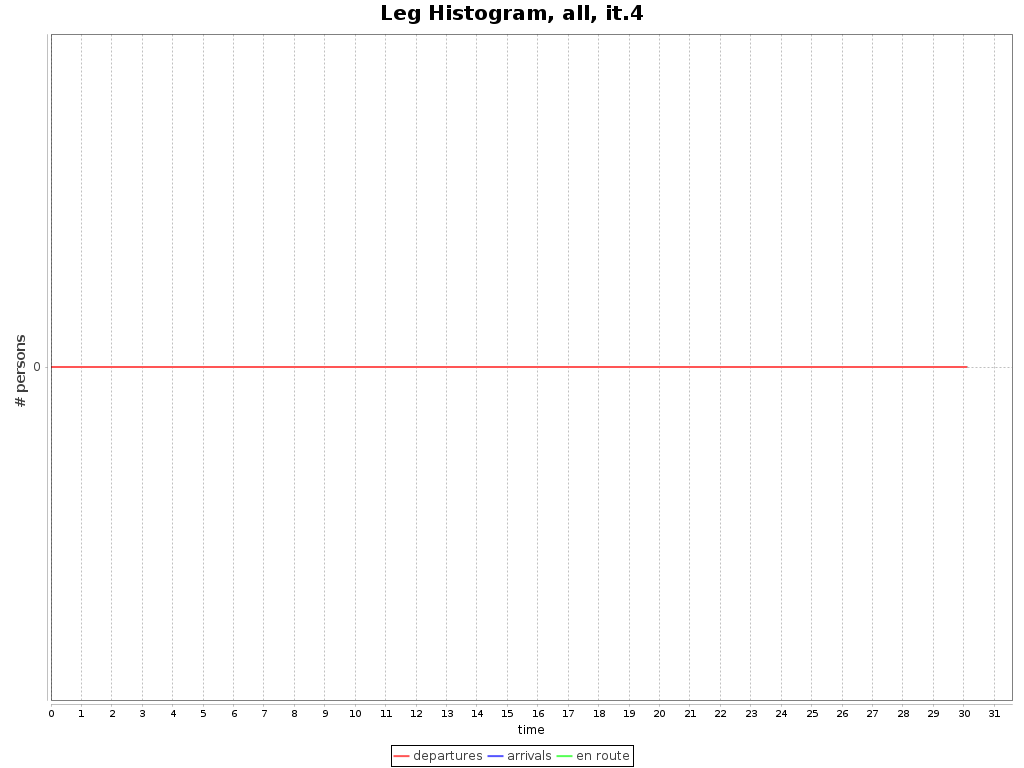 Leg Histogram, all, it.4
# persons
0
0 1 2 3 4 5 6 7 8 9 10 11 12 13 14 15 16 17 18 19 20 21 22 23 24 25 26 27 28 29 30 31
time
departures arrivals en route